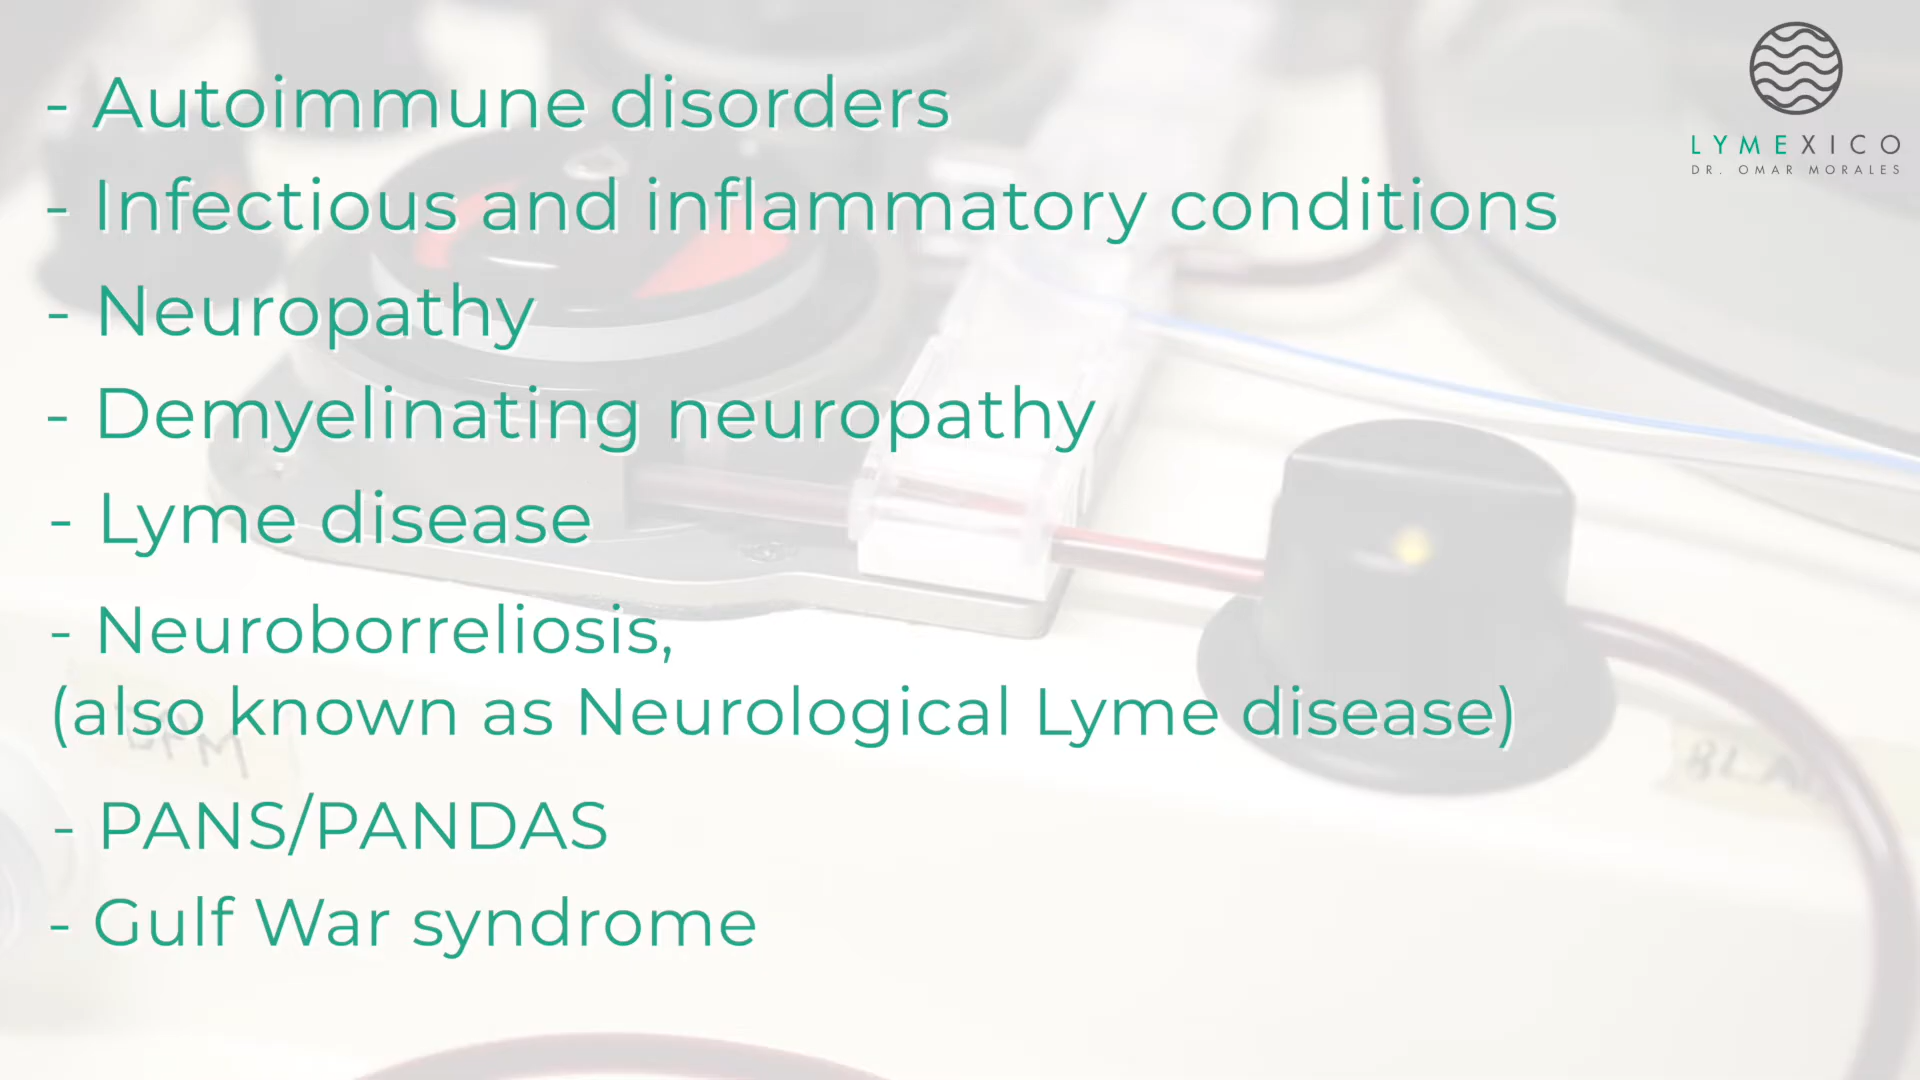 - Autoimmune disorders
- Infectious and inflammatory conditions
- Neuropathy
- Demyelinating neuropathy
- Lyme disease
- Neuroborreliosis,
(also known as Neurological Lyme disease)
- PANS/PANDAS
- Gulf War syndrome
LYMEXICO
DR. OMAR MORALES